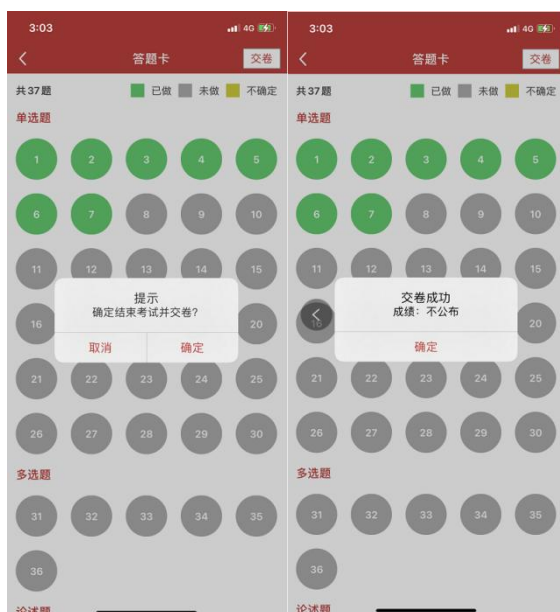 3:03
4G
答题卡
交卷
共37题
已做
未做
不确定
单选题
1 2 3 4 5
6 7 8 9 10
11 12 13 14 15
提示
确定结束考试并交卷?
16 20
取消 确定
21 22 23 24 25
26 27 28 29 30
多选题
31 32 33 34 35
36
论述题
3:03
4G
答题卡
交卷
共37题
已做
未做
不确定
单选题
1 2 3 4 5
6 7 8 9 10
11 12 13 14 15
交卷成功
成绩：不公布
16 20
确定
21 22 23 24 25
26 27 28 29 30
多选题
31 32 33 34 35
36
论述题